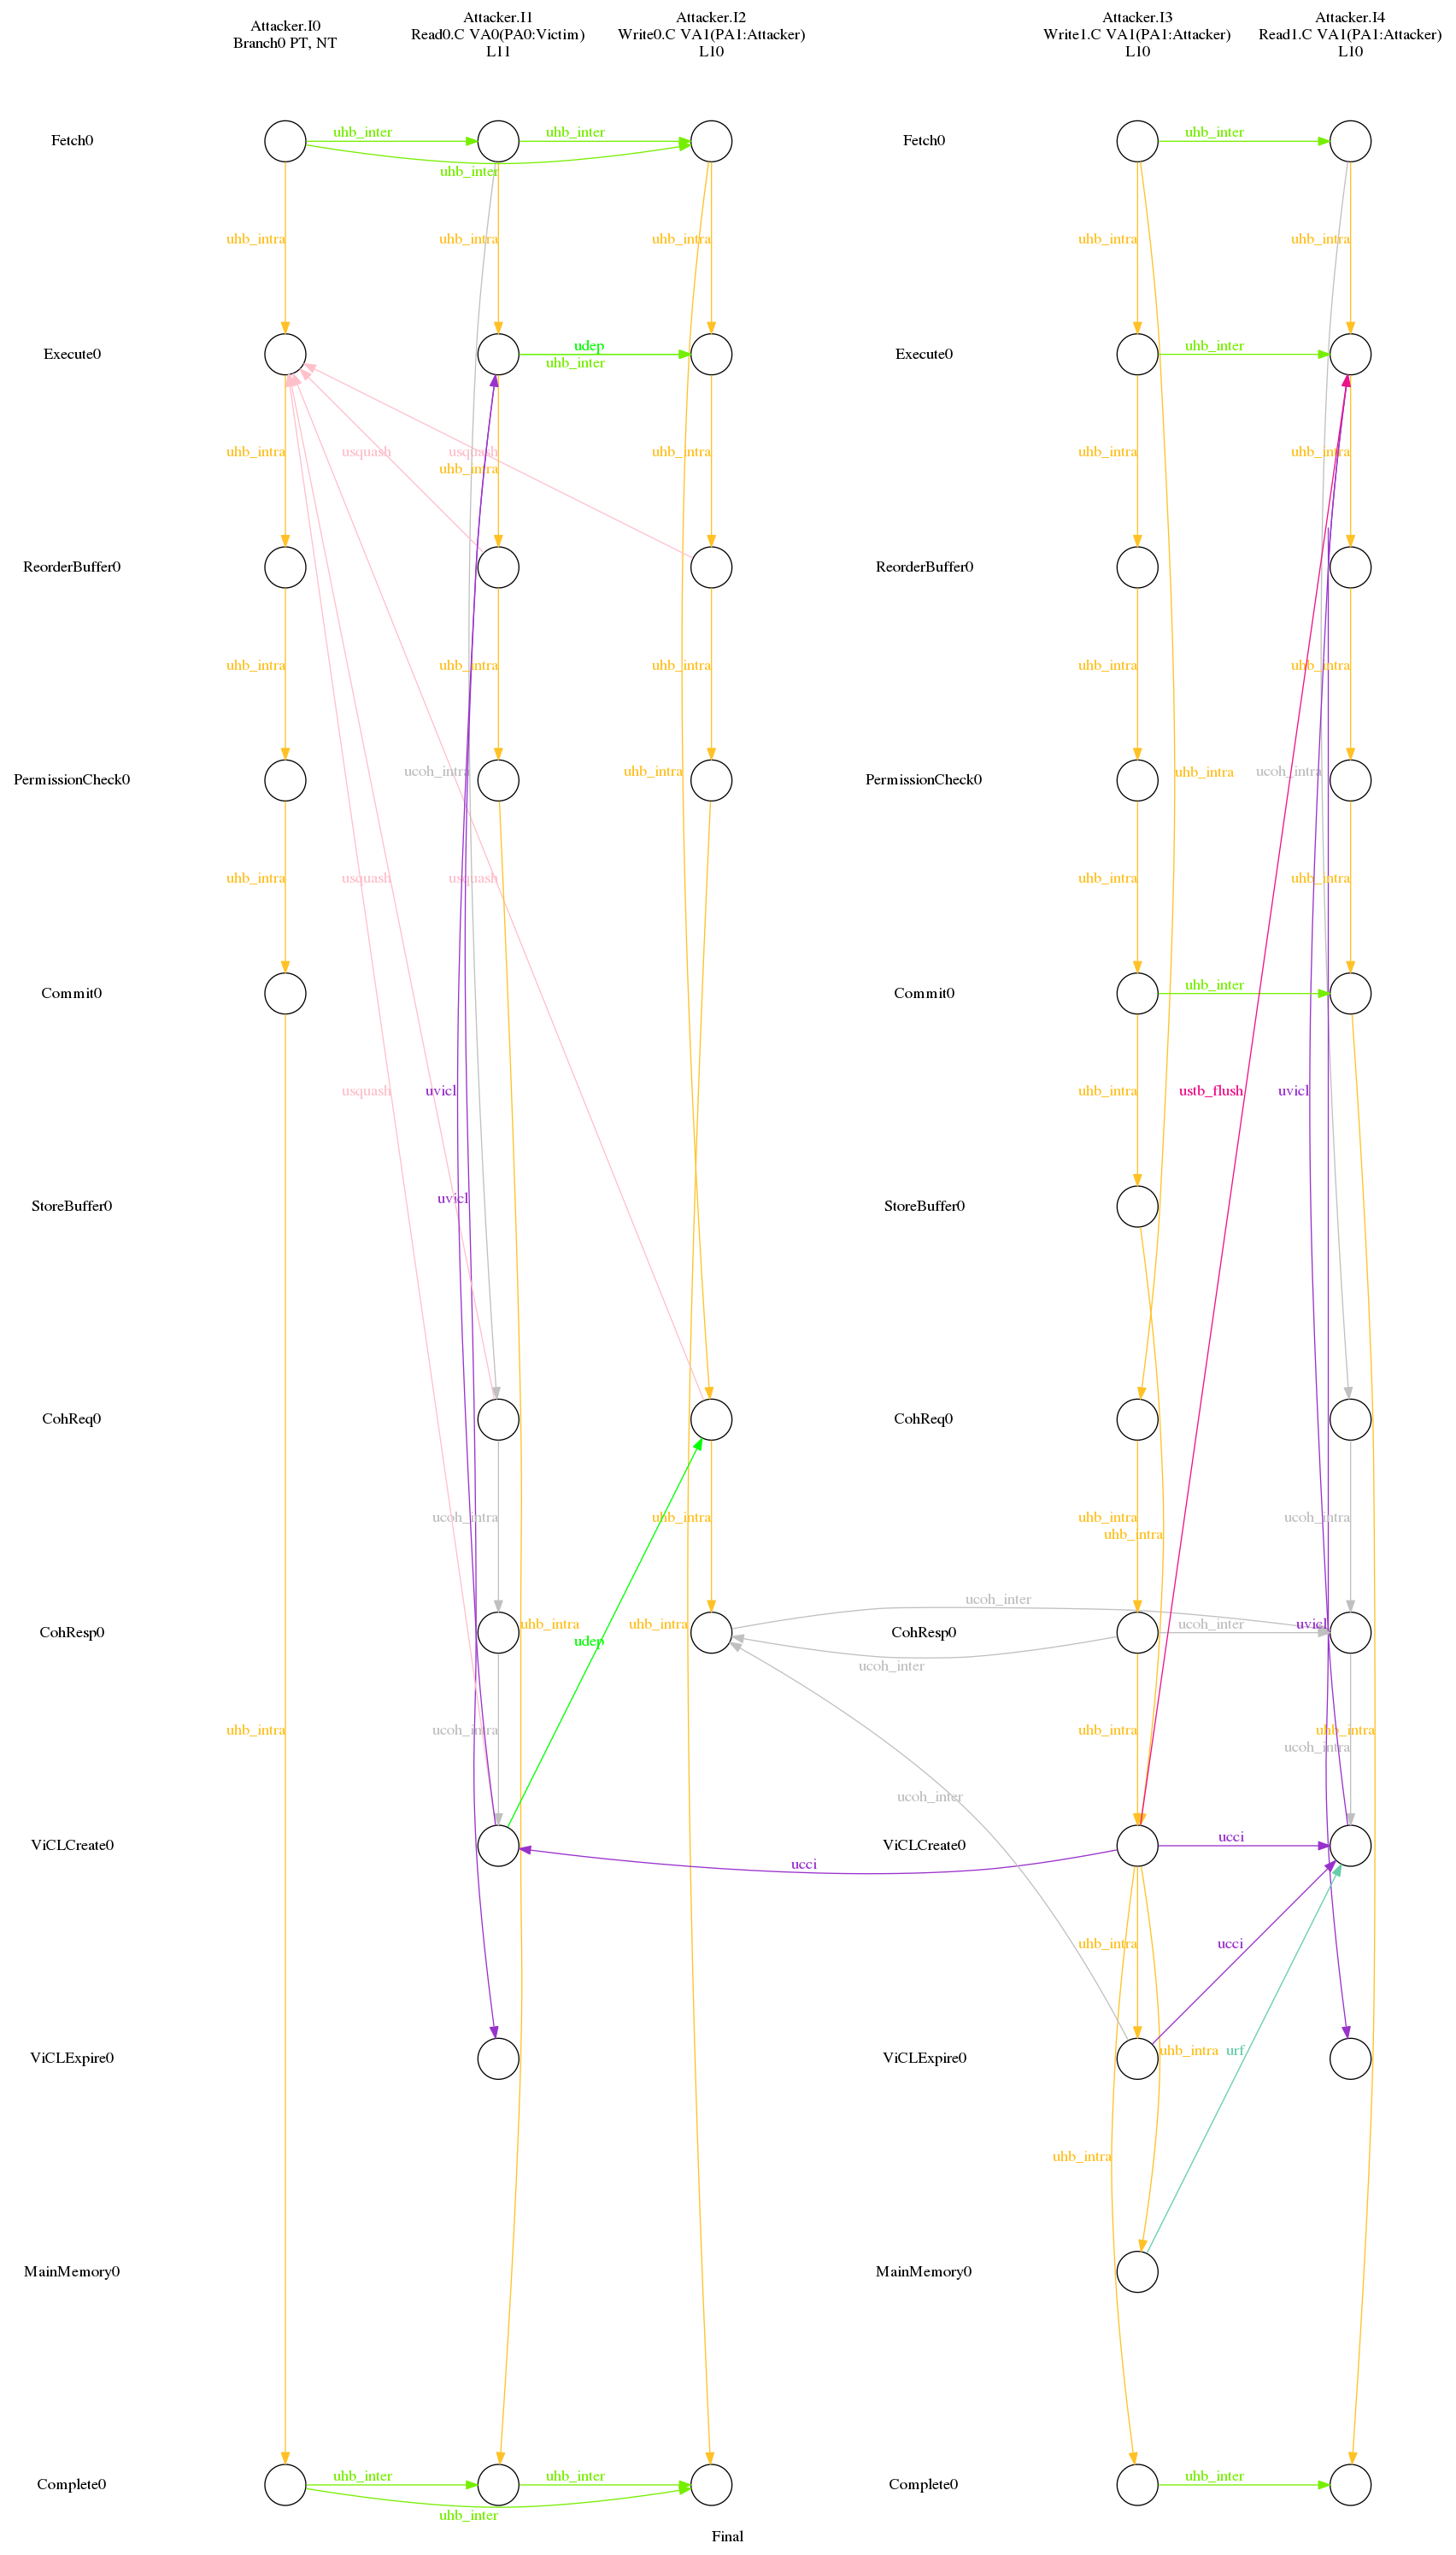 Attacker.I0
Branch0 PT, NT
Attacker.I1
Read0.C VA0(PA0:Victim)
L11
Attacker.I2
Write0.C VA1(PA1:Attacker)
L10
Attacker.I3
Write1.C VA1(PA1:Attacker)
L10
Attacker.I4
Read1.C VA1(PA1:Attacker)
L10
Fetch0
uhb_inter
uhb_inter
uhb_inter
Fetch0
uhb_inter
uhb_intra
uhb_intra
uhb_intra
uhb_intra
uhb_intra
Execute0
udep
uhb_inter
Execute0
uhb_inter
uhb_intra
usquash
usquash
uhb_intra
uhb_intra
uhb_intra
uhb_intra
ReorderBuffer0
ReorderBuffer0
uhb_intra
uhb_intra
uhb_intra
uhb_intra
uhb_intra
PermissionCheck0
ucoh_intra
uhb_intra
PermissionCheck0
uhb_intra
ucoh_intra
uhb_intra
usquash
usquash
uhb_intra
uhb_intra
Commit0
Commit0
uhb_inter
usquash
uvicl
uhb_intra
ustb_flush
uvicl
uvicl
StoreBuffer0
StoreBuffer0
CohReq0
CohReq0
ucoh_intra
uhb_intra
uhb_intra
uhb_intra
ucoh_intra
CohResp0
uhb_intra
udep
uhb_intra
CohResp0
ucoh_inter
ucoh_inter
ucoh_inter
uvicl
uhb_intra
ucoh_intra
uhb_intra
uhb_intra
ucoh_intra
ucoh_inter
ViCLCreate0
ucci
ViCLCreate0
ucci
uhb_intra
ucci
ViCLExpire0
ViCLExpire0
uhb_intra
urf
uhb_intra
MainMemory0
MainMemory0
Complete0
uhb_inter
uhb_inter
uhb_inter
Complete0
uhb_inter
Final